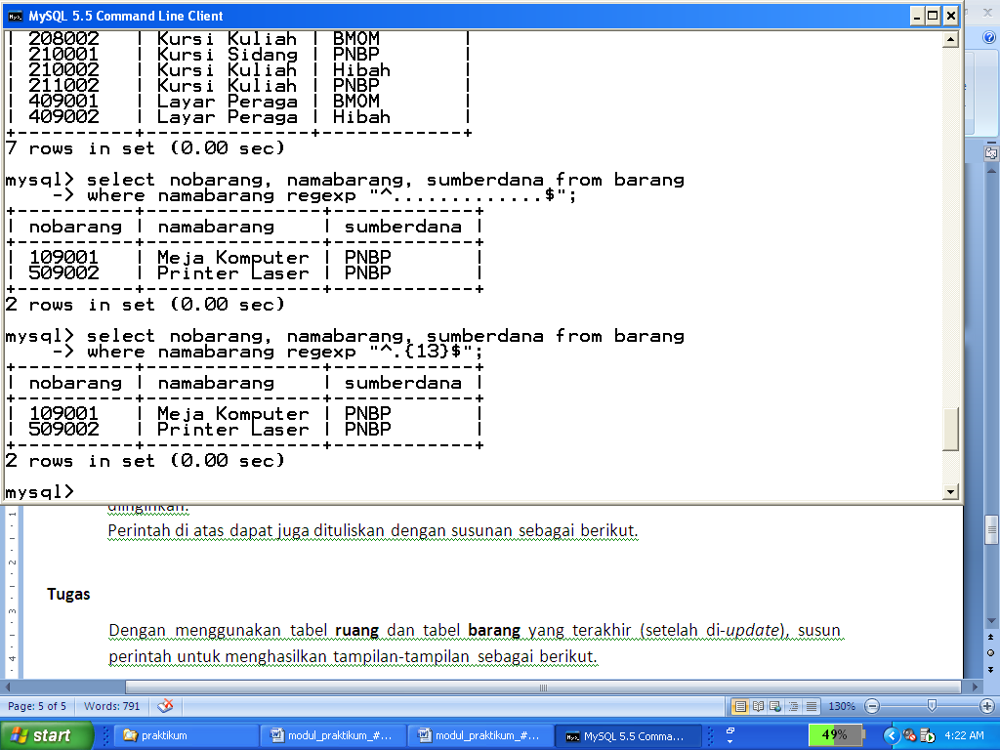 MySQL 5.5 Command Line Client
| 208002   | Kursi Kuliah | BMOM       |
| 210001   | Kursi Sidang | PNBP       |
| 210002   | Kursi Kuliah | Hibah      |
| 211002   | Kursi Kuliah | PNBP       |
| 409001   | Layar Peraga | BMOM       |
| 409002   | Layar Peraga | Hibah      |
+----------+--------------+------------+
7 rows in set (0.00 sec)
mysql> select nobarang, namabarang, sumberdana from barang
    -> where namabarang regexp "^.............$";
+----------+---------------+------------+
| nobarang | namabarang    | sumberdana |
+----------+---------------+------------+
| 109001   | Meja Komputer | PNBP       |
| 509002   | Printer Laser | PNBP       |
+----------+---------------+------------+
2 rows in set (0.00 sec)
mysql> select nobarang, namabarang, sumberdana from barang
    -> where namabarang regexp "^.{13}$";
+----------+---------------+------------+
| nobarang | namabarang    | sumberdana |
+----------+---------------+------------+
| 109001   | Meja Komputer | PNBP       |
| 509002   | Printer Laser | PNBP       |
+----------+---------------+------------+
2 rows in set (0.00 sec)
mysql>
diinginkan.
Perintah di atas dapat juga dituliskan dengan susunan sebagai berikut.
Tugas
Dengan menggunakan tabel ruang dan tabel barang yang terakhir (setelah di-update), susun
perintah untuk menghasilkan tampilan-tampilan sebagai berikut.
Page: 5 of 5 Words: 791 130%
start praktikum modul_praktikum_#... modul_praktikum_#... MySQL 5.5 Comma... 49% 4:22 AM